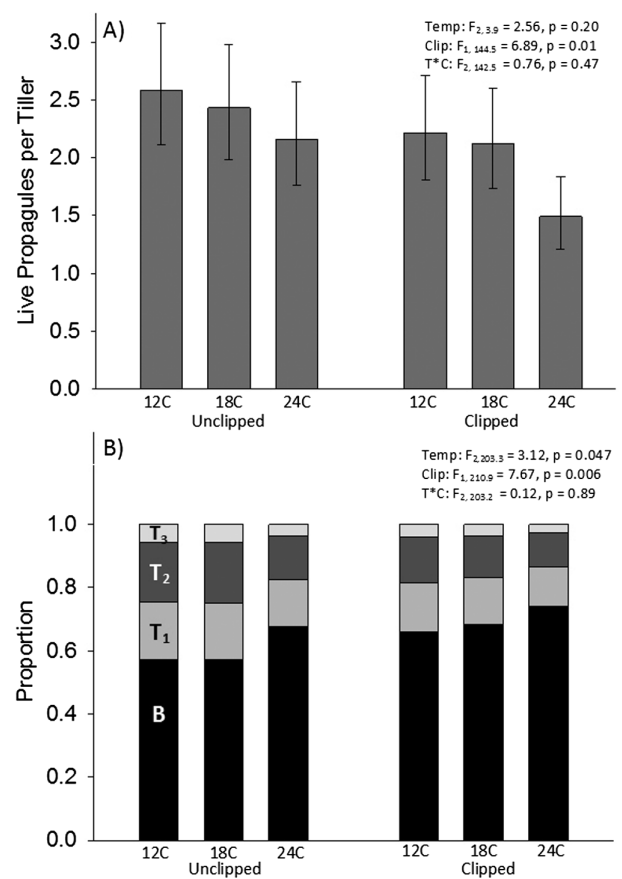 A)
Temp: F2, 3.9 = 2.56, p = 0.20
Clip: F1, 144.5 = 6.89, p = 0.01
T*C: F2, 142.5 = 0.76, p = 0.47
Live Propagules per Tiller
3.0
2.5
2.0
1.5
1.0
0.5
0.0
12C 18C 24C 12C 18C 24C
Unclipped Clipped
B)
Temp: F2,203.3 = 3.12, p = 0.047
Clip: F1, 210.9 = 7.67, p = 0.006
T*C: F2, 203.2 = 0.12, p = 0.89
Proportion
1.0
0.8
0.6
0.4
0.2
0.0
T3
T2
T1
B
12C 18C 24C 12C 18C 24C
Unclipped Clipped